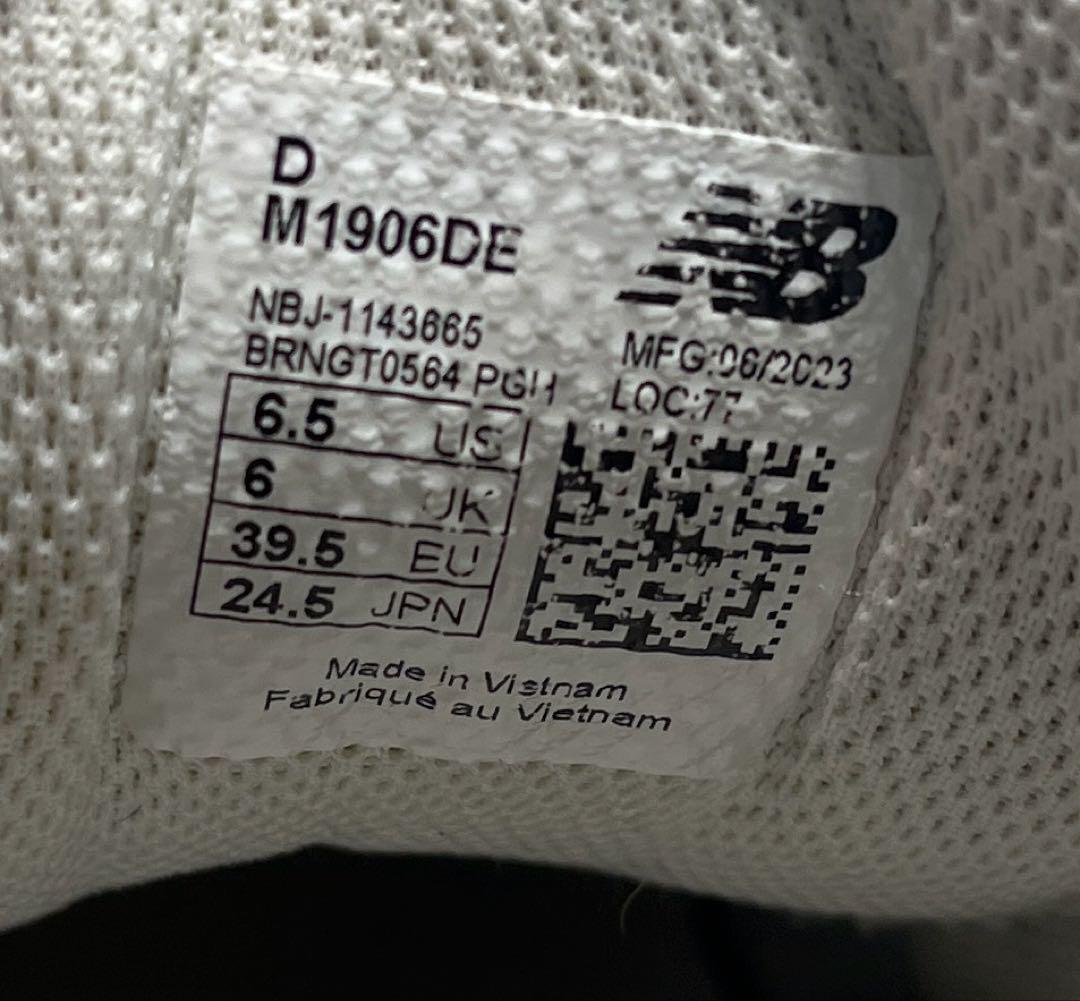 D
M1906DE
NBJ-1143665
BRNGT0564 PGH
MFG:06/2023
LOC:77
6.5 US
6 UK
39.5 EU
24.5 JPN
Made in Vietnam
Fabriqué au Vietnam